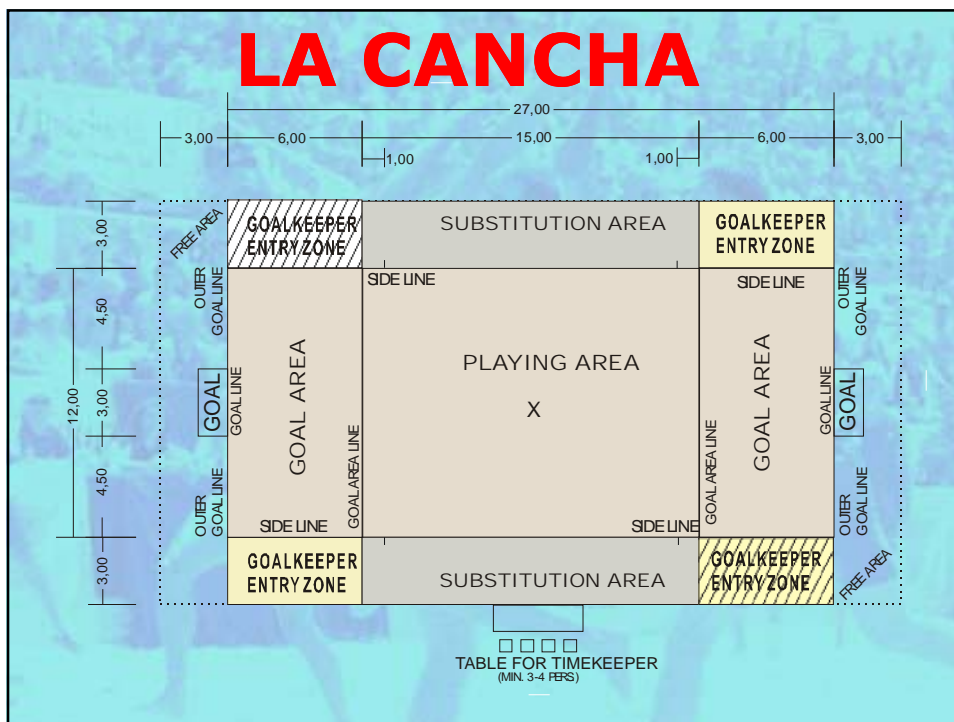 LA CANCHA
27,00
3,00
6,00
15,00
6,00
3,00
1,00
1,00
FREE AREA
GOALKEEPER
ENTRY ZONE
SUBSTITUTION AREA
GOALKEEPER
ENTRY ZONE
3,00
SIDE LINE
SIDE LINE
OUTER
GOAL LINE
OUTER
GOAL LINE
4,50
PLAYING AREA
X
GOAL
GOAL LINE
GOAL AREA
GOAL AREA
GOAL LINE
GOAL
12,00
3,00
GOAL AREA LINE
GOAL AREA LINE
4,50
OUTER
GOAL LINE
OUTER
GOAL LINE
SIDE LINE
SIDE LINE
3,00
GOALKEEPER
ENTRY ZONE
SUBSTITUTION AREA
GOALKEEPER
ENTRY ZONE
FREE AREA
TABLE FOR TIMEKEEPER
(MIN. 3-4 PERS.)